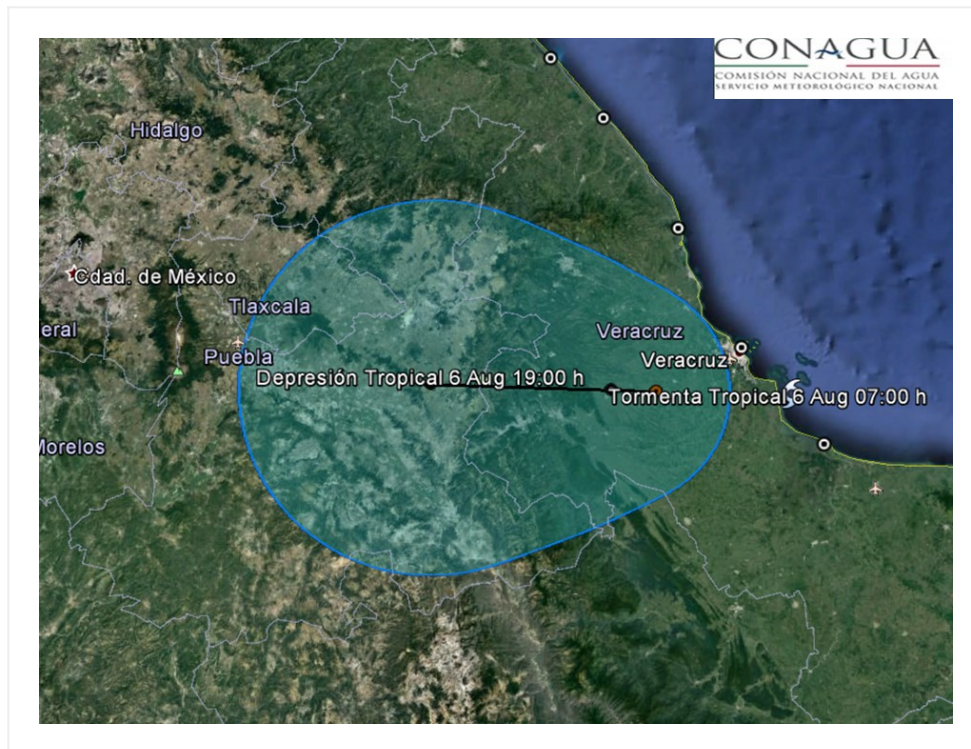 CONAGUA
COMISIÓN NACIONAL DEL AGUA
SERVICIO METEOROLÓGICO NACIONAL
Hidalgo
Cdad. de México
Tlaxcala
eral
Veracruz
Puebla
Veracruz
Depresión Tropical 6 Aug 19:00 h
Tormenta Tropical 6 Aug 07:00 h
Morelos